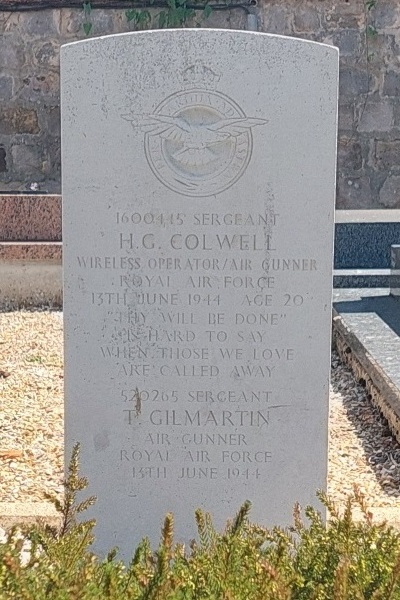 1600445 SERGEANT
H.G. COLWELL
WIRELESS OPERATOR/AIR GUNNER
ROYAL AIR FORCE
13TH JUNE 1944 AGE 20
"THY WILL BE DONE"
IS HARD TO SAY
WHEN THOSE WE LOVE
ARE CALLED AWAY
520265 SERGEANT
T. GILMARTIN
AIR GUNNER
ROYAL AIR FORCE
13TH JUNE 1944